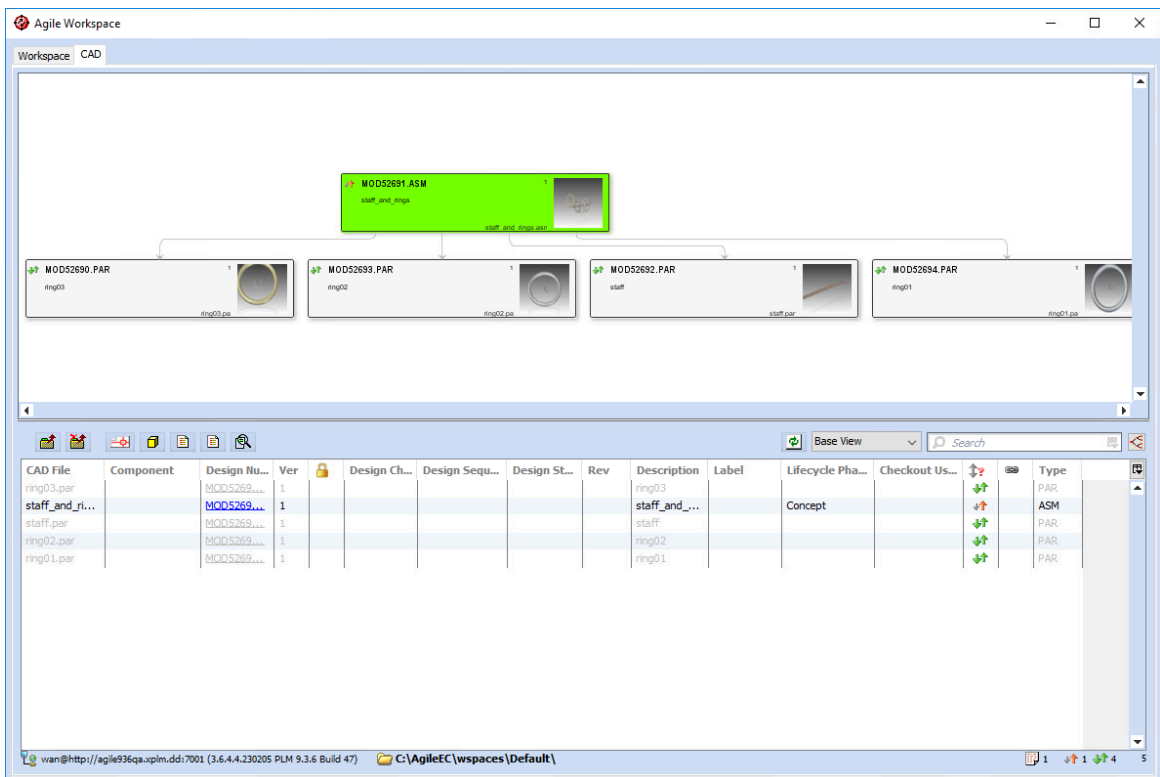 Agile Workspace
Workspace CAD
MOD52691.ASM 1
staff_and_rings
staff_and_rings.asm
MOD52690.PAR 1
ring03
ring03.pa
MOD52693.PAR 1
ring02
ring02.pa
MOD52692.PAR 1
staff
staff.par
MOD52694.PAR 1
ring01
ring01.pa
Base View Search
CAD File Component Design Nu... Ver Design Ch... Design Sequ... Design St... Rev Description Label Lifecycle Pha... Checkout Us... ? Type
ring03.par MOD5269... 1 ring03 PAR
staff_and_ri... MOD5269... 1 staff_and_... Concept ASM
staff.par MOD5269... 1 staff PAR
ring02.par MOD5269... 1 ring02 PAR
ring01.par MOD5269... 1 ring01 PAR
wan@http://agile936qa.xplm.dd:7001 (3.6.4.4.230205 PLM 9.3.6 Build 47) C:\AgileEC\wspaces\Default\ 1 1 4 5